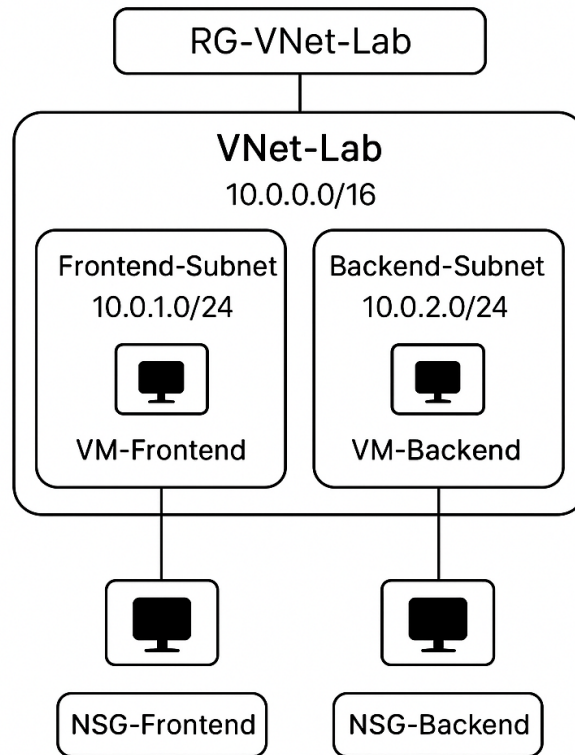 RG-VNet-Lab
VNet-Lab
10.0.0.0/16
Frontend-Subnet
10.0.1.0/24
VM-Frontend
Backend-Subnet
10.0.2.0/24
VM-Backend
NSG-Frontend
NSG-Backend